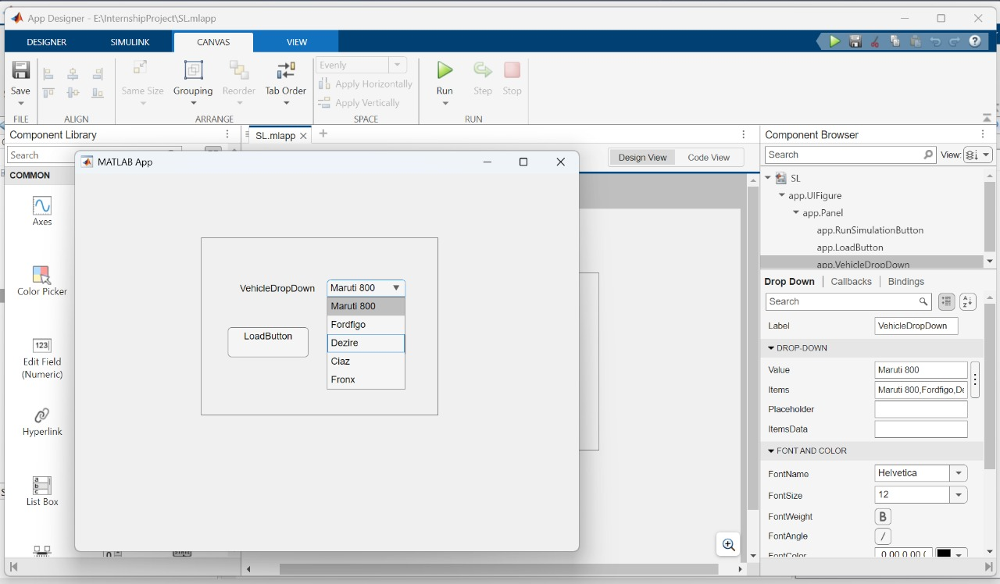 App Designer - E:\InternshipProject\SL.mlapp
DESIGNER SIMULINK CANVAS VIEW
Save
FILE
ALIGN
Same Size Grouping Reorder Tab Order
ARRANGE
Evenly
Apply Horizontally
Apply Vertically
SPACE
Run Step Stop
RUN
Component Library
Search
COMMON
Axes
Color Picker
123
Edit Field
(Numeric)
Hyperlink
a
b
c
List Box
SL.mlapp
Design View Code View
MATLAB App
VehicleDropDown Maruti 800
Maruti 800
Fordfigo
Dezire
Ciaz
Fronx
LoadButton
Component Browser
Search View:
SL
app.UIFigure
app.Panel
app.RunSimulationButton
app.LoadButton
app.VehicleDropDown
Drop Down Callbacks Bindings
Search
Label VehicleDropDown
DROP-DOWN
Value Maruti 800
Items Maruti 800,Fordfigo,De
Placeholder
ItemsData
FONT AND COLOR
FontName Helvetica
FontSize 12
FontWeight B
FontAngle /
FontColor 0.00,0.00,(